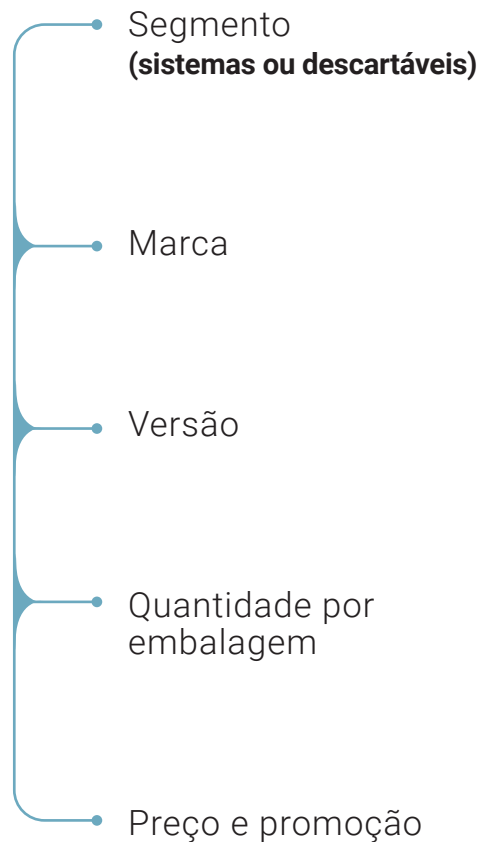 Segmento
(sistemas ou descartáveis)
Marca
Versão
Quantidade por
embalagem
Preço e promoção